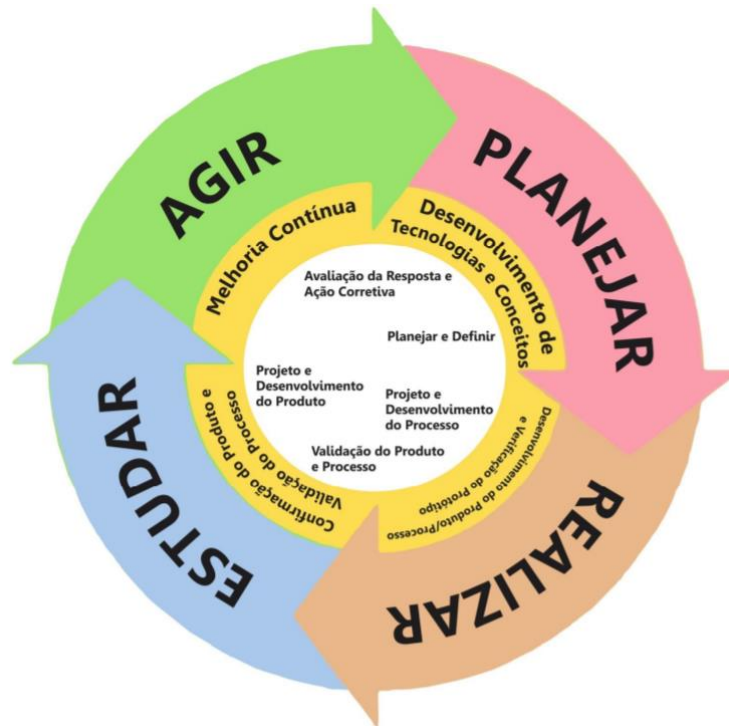 AGIR
PLANEJAR
REALIZAR
ESTUDAR
Melhoria Contínua
Desenvolvimento de
Tecnologias e Conceitos
Desenvolvimento do Produto/Processo
e Verificação do Protótipo
Confirmação do Produto e
Validação do Processo
Avaliação da Resposta e
Ação Corretiva
Planejar e Definir
Projeto e
Desenvolvimento
do Produto
Projeto e
Desenvolvimento
do Processo
Validação do Produto
e Processo